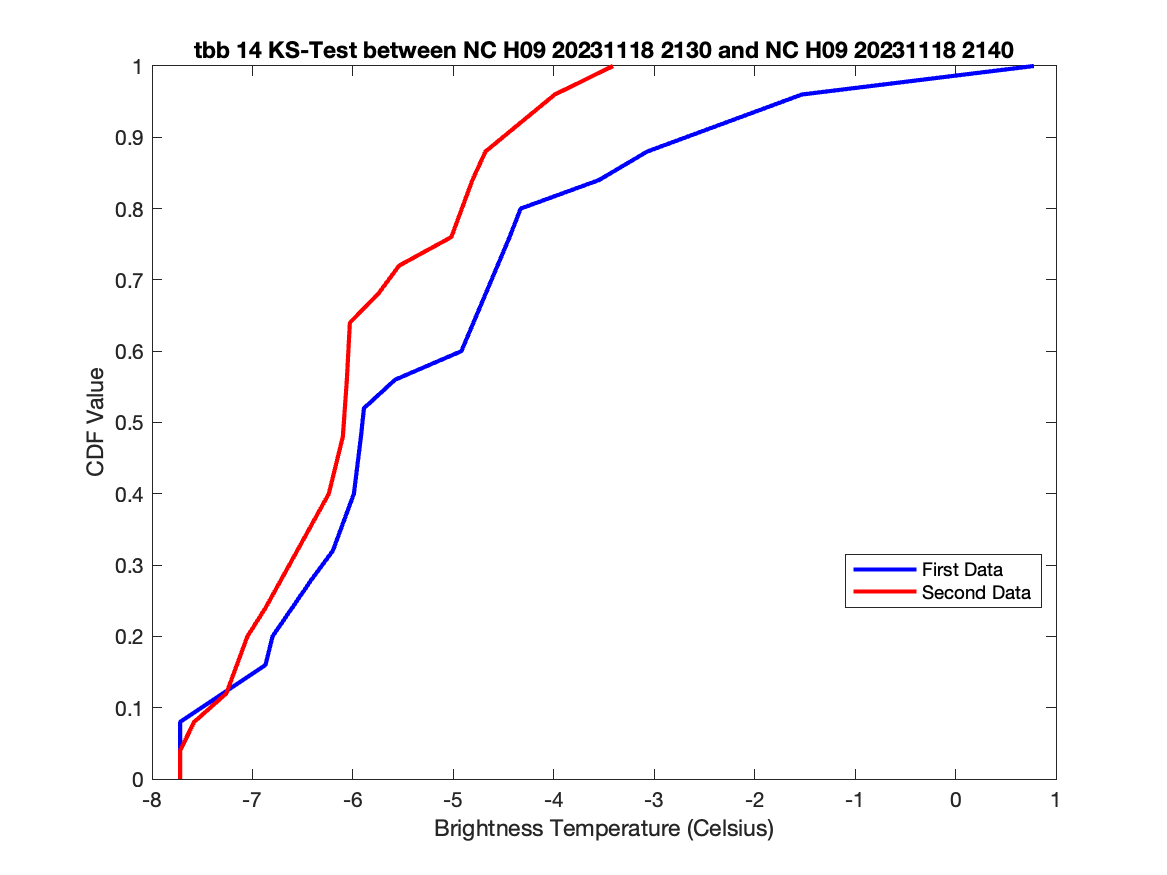 tbb 14 KS-Test between NC H09 20231118 2130 and NC H09 20231118 2140
1
0.9
0.8
0.7
0.6
0.5
0.4
0.3
0.2
0.1
0
CDF Value
First Data
Second Data
-8 -7 -6 -5 -4 -3 -2 -1 0 1
Brightness Temperature (Celsius)